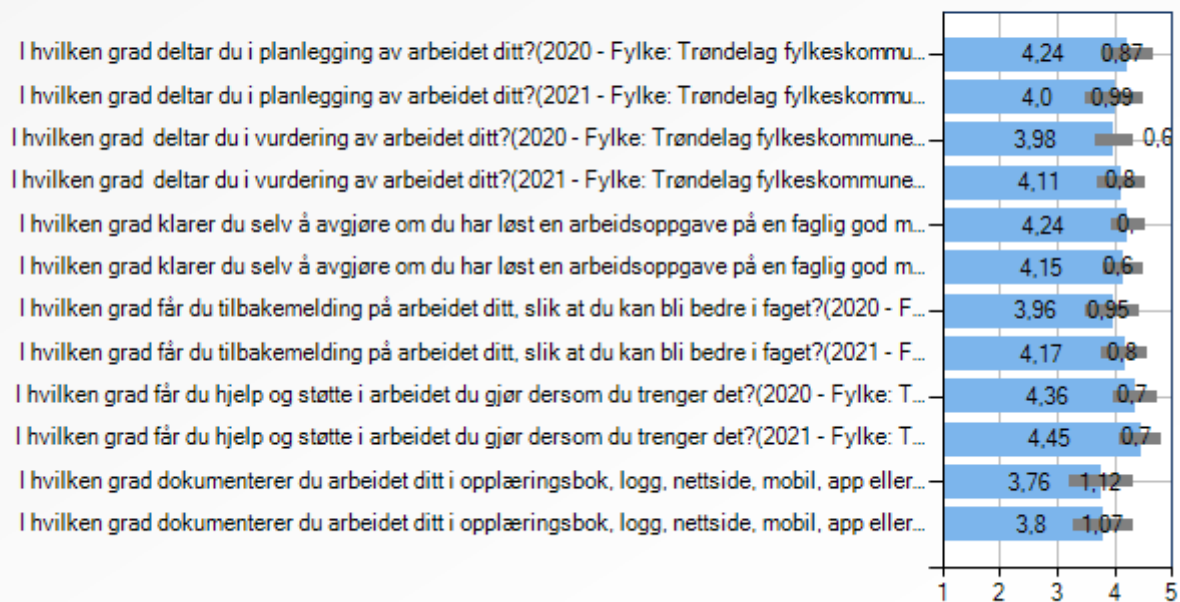 I hvilken grad deltar du i planlegging av arbeidet ditt?(2020 - Fylke: Trøndelag fylkeskommu... 4,24 0,87
I hvilken grad deltar du i planlegging av arbeidet ditt?(2021 - Fylke: Trøndelag fylkeskommu... 4,0 0,99
I hvilken grad  deltar du i vurdering av arbeidet ditt?(2020 - Fylke: Trøndelag fylkeskommune... 3,98 0,6
I hvilken grad  deltar du i vurdering av arbeidet ditt?(2021 - Fylke: Trøndelag fylkeskommune... 4,11 0,8
I hvilken grad klarer du selv å avgjøre om du har løst en arbeidsoppgave på en faglig god m... 4,24 0,
I hvilken grad klarer du selv å avgjøre om du har løst en arbeidsoppgave på en faglig god m... 4,15 0,6
I hvilken grad får du tilbakemelding på arbeidet ditt, slik at du kan bli bedre i faget?(2020 - F... 3,96 0,95
I hvilken grad får du tilbakemelding på arbeidet ditt, slik at du kan bli bedre i faget?(2021 - F... 4,17 0,8
I hvilken grad får du hjelp og støtte i arbeidet du gjør dersom du trenger det?(2020 - Fylke: T... 4,36 0,7
I hvilken grad får du hjelp og støtte i arbeidet du gjør dersom du trenger det?(2021 - Fylke: T... 4,45 0,7
I hvilken grad dokumenterer du arbeidet ditt i opplæringsbok, logg, nettside, mobil, app eller... 3,76 1,12
I hvilken grad dokumenterer du arbeidet ditt i opplæringsbok, logg, nettside, mobil, app eller... 3,8 1,07
1 2 3 4 5